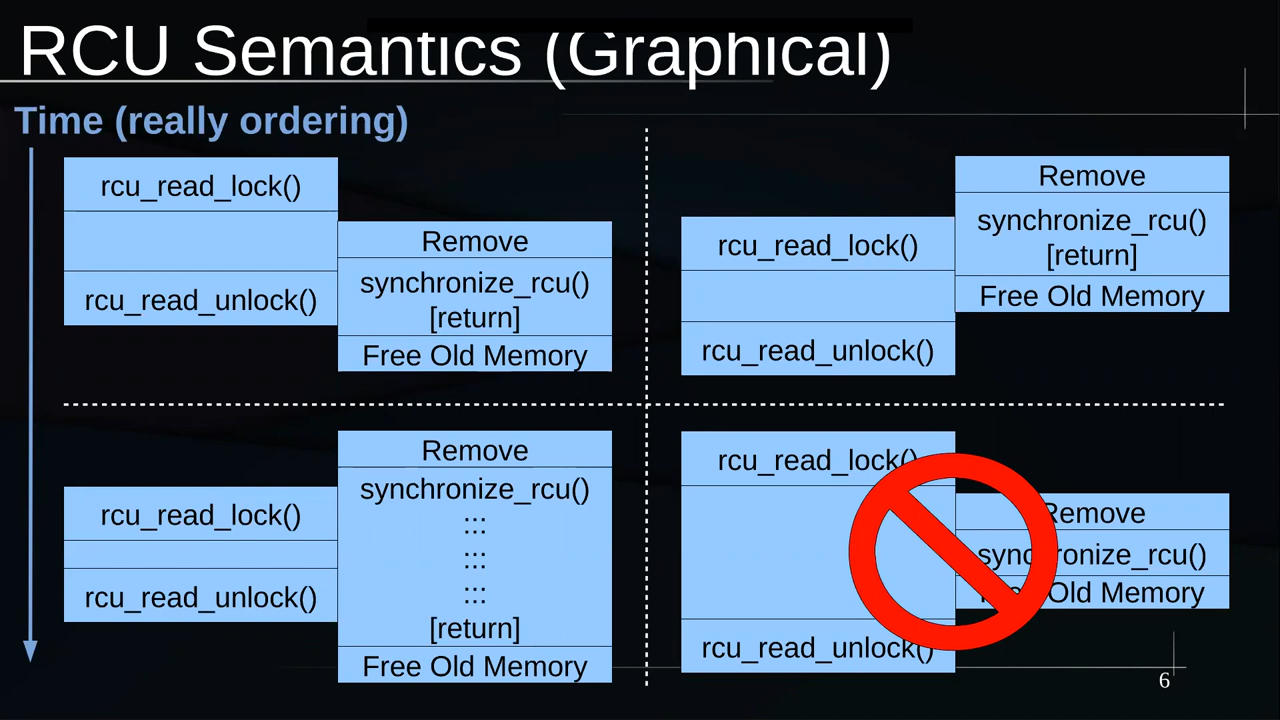 RCU Semantics (Graphical)
Time (really ordering)
rcu_read_lock()
rcu_read_unlock()
Remove
synchronize_rcu()
[return]
Free Old Memory
rcu_read_lock()
rcu_read_unlock()
Remove
synchronize_rcu()
[return]
Free Old Memory
rcu_read_lock()
rcu_read_unlock()
Remove
synchronize_rcu()
:::
:::
:::
[return]
Free Old Memory
rcu_read_lock()
rcu_read_unlock()
Remove
synchronize_rcu()
Free Old Memory
6